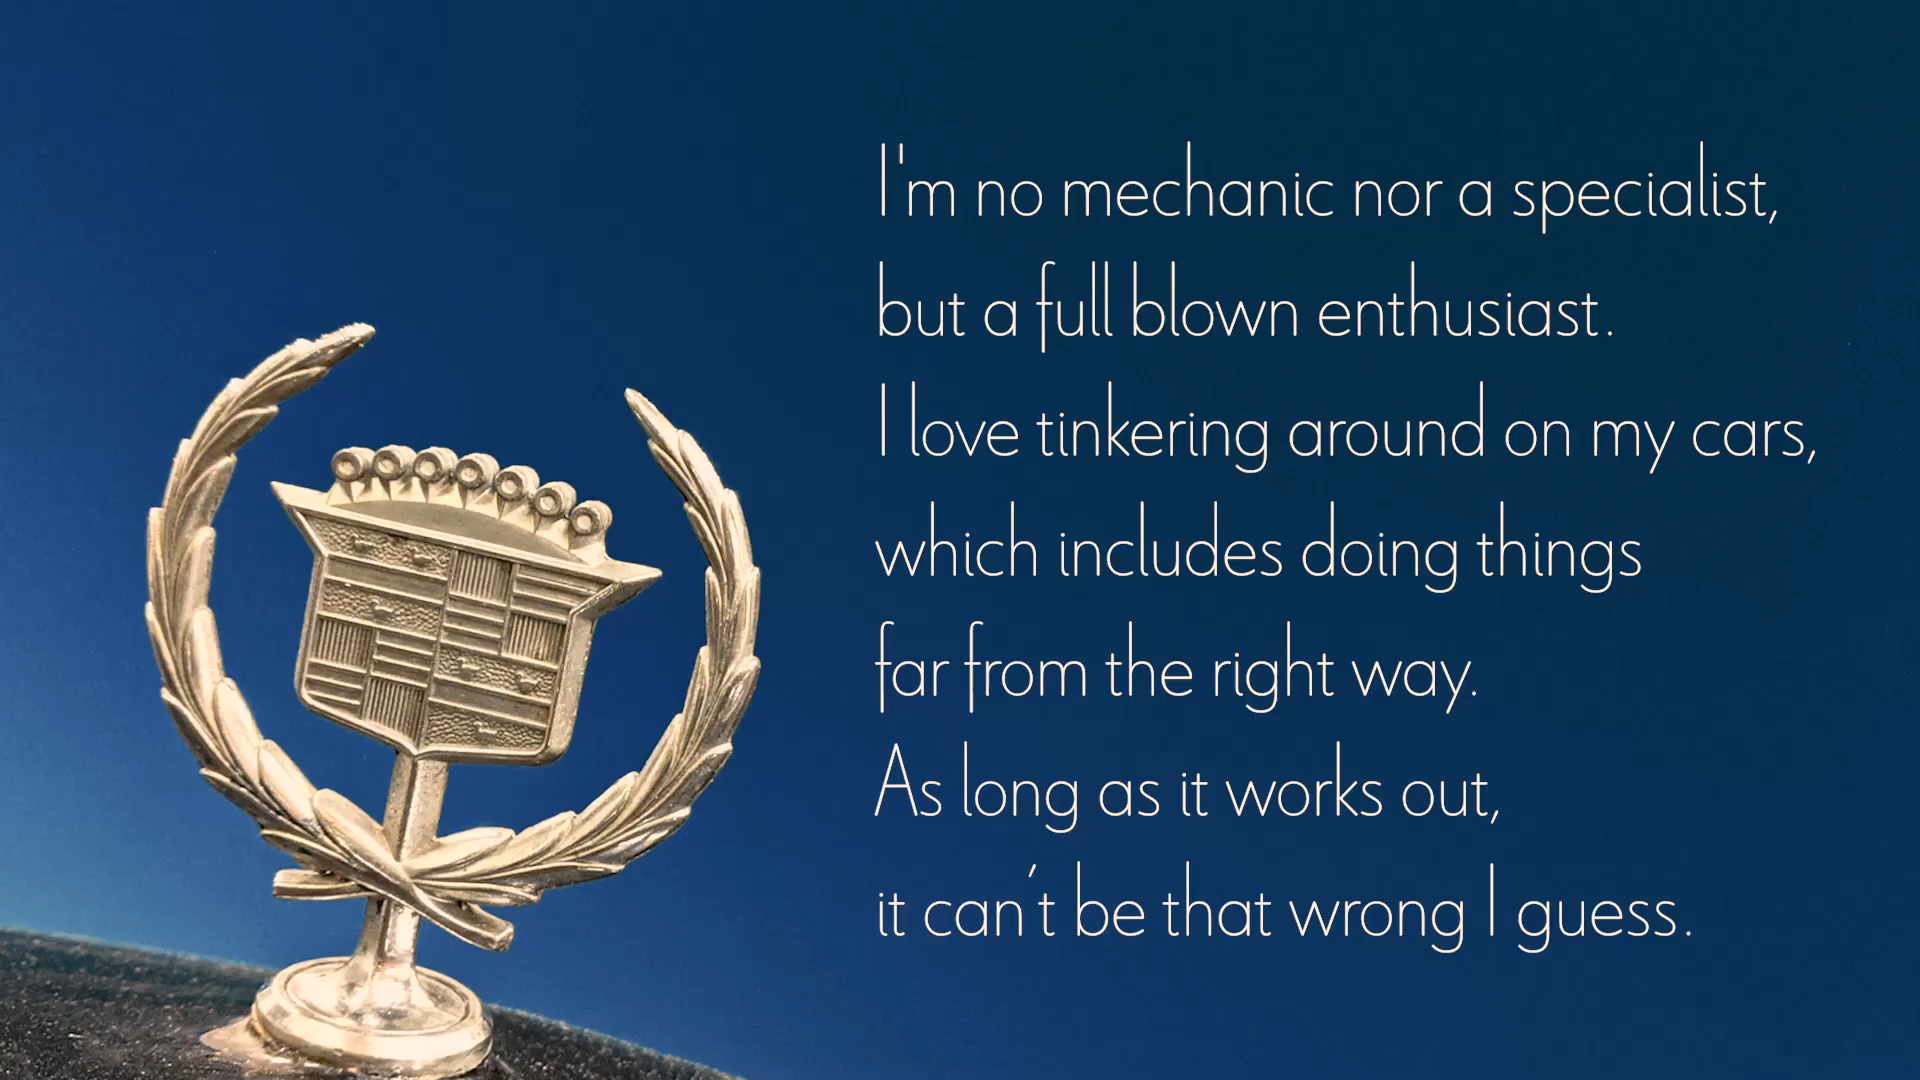 I'm no mechanic nor a specialist,
but a full blown enthusiast.
I love tinkering around on my cars,
which includes doing things
far from the right way.
As long as it works out,
it can´t be that wrong I guess.